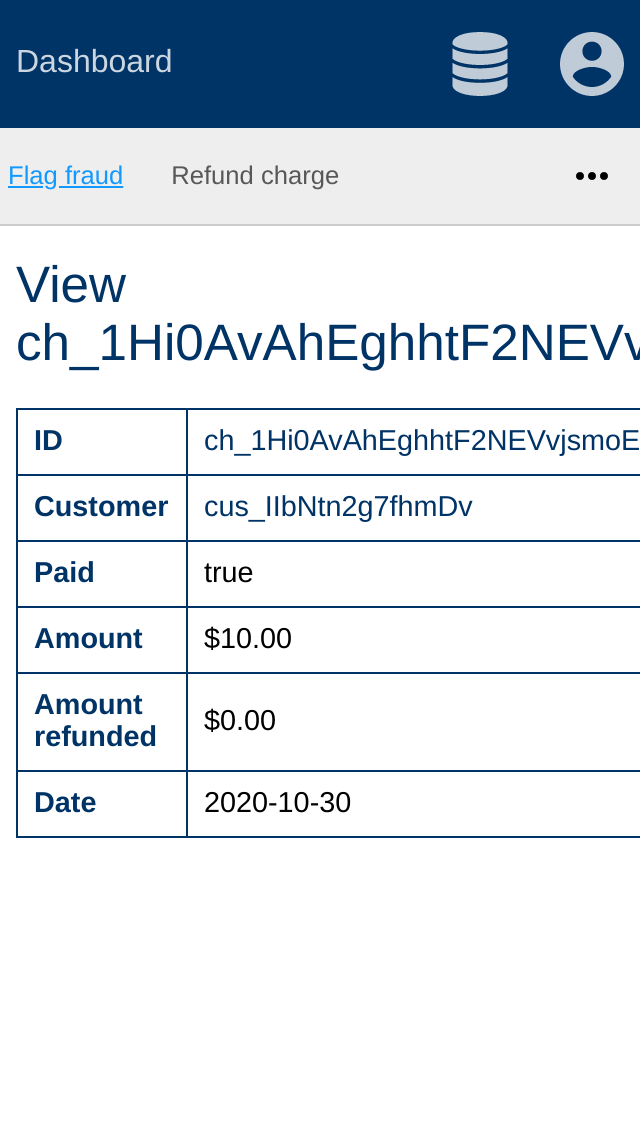 Dashboard
Flag fraud Refund charge
View
ch_1Hi0AvAhEghhtF2NEVv
ID ch_1Hi0AvAhEghhtF2NEVvjsmoE
Customer cus_IIbNtn2g7fhmDv
Paid true
Amount $10.00
Amount
refunded $0.00
Date 2020-10-30